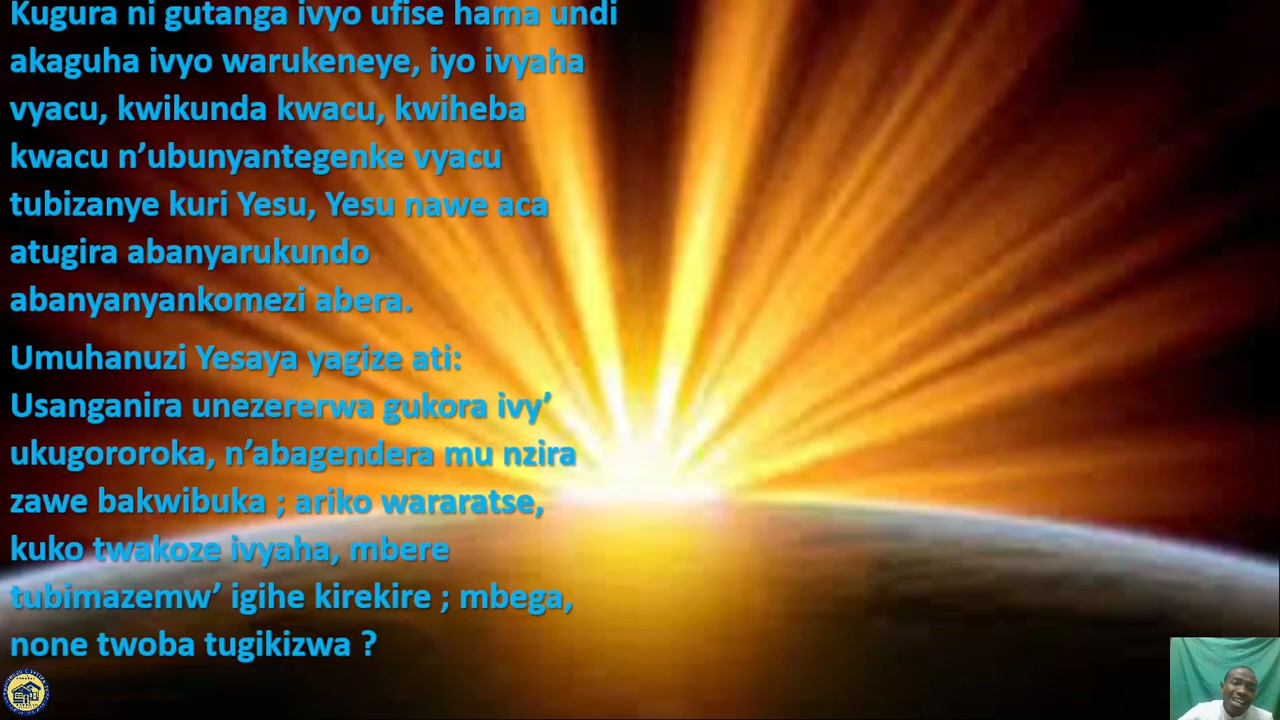 Kugura ni gutanga ivyo ufise hama undi
akaguha ivyo warukeneye, iyo ivyaha
vyacu, kwikunda kwacu, kwiheba
kwacu n’ubunyantegenke vyacu
tubizanye kuri Yesu, Yesu nawe aca
atugira abanyarukundo
abanyanyankomezi abera.
Umuhanuzi Yesaya yagize ati:
Usanganira unezererwa gukora ivy’
ukugororoka, n’abagendera mu nzira
zawe bakwibuka ; ariko wararatse,
kuko twakoze ivyaha, mbere
tubimazemw’ igihe kirekire ; mbega,
none twoba tugikizwa ?